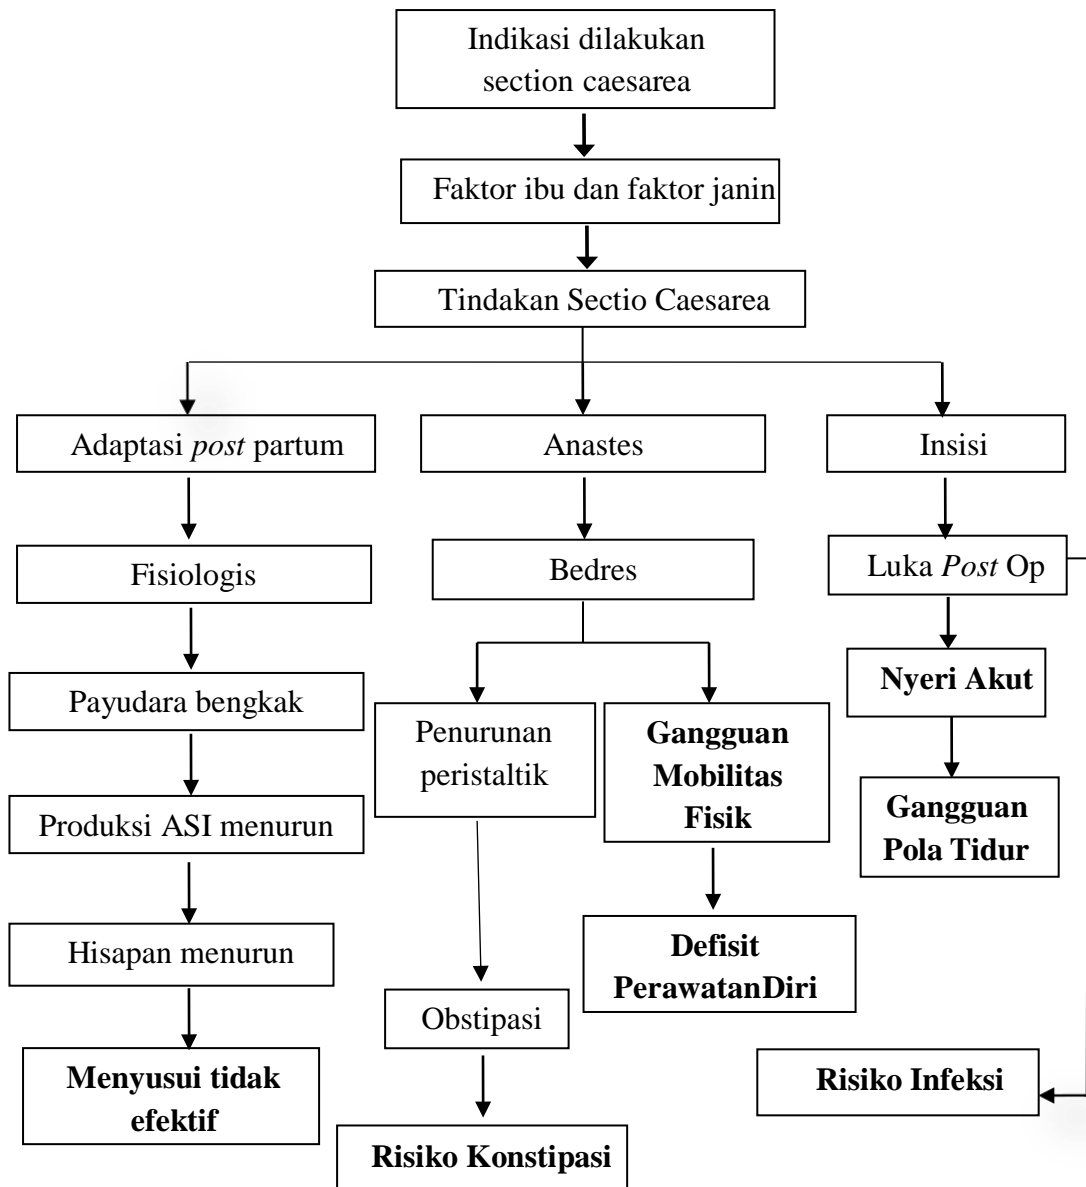 Indikasi dilakukan
section caesarea
Faktor ibu dan faktor janin
Tindakan Sectio Caesarea
Adaptasi post partum
Anastes
Insisi
Fisiologis
Bedres
Luka Post Op
Payudara bengkak
Penurunan
peristaltik
Gangguan
Mobilitas
Fisik
Nyeri Akut
Produksi ASI menurun
Gangguan
Pola Tidur
Hisapan menurun
Defisit
PerawatanDiri
Obstipasi
Menyusui tidak
efektif
Risiko Infeksi
Risiko Konstipasi